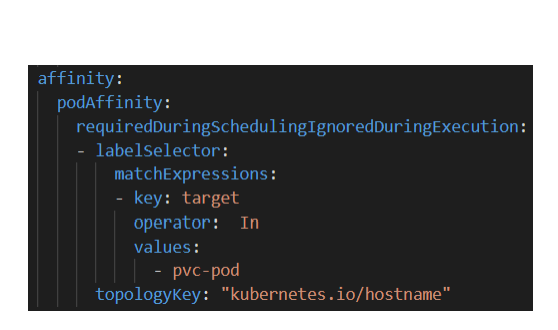 affinity:
podAffinity:
requiredDuringSchedulingIgnoredDuringExecution:
- labelSelector:
matchExpressions:
- key: target
operator:  In
values:
- pvc-pod
topologyKey: "kubernetes.io/hostname"